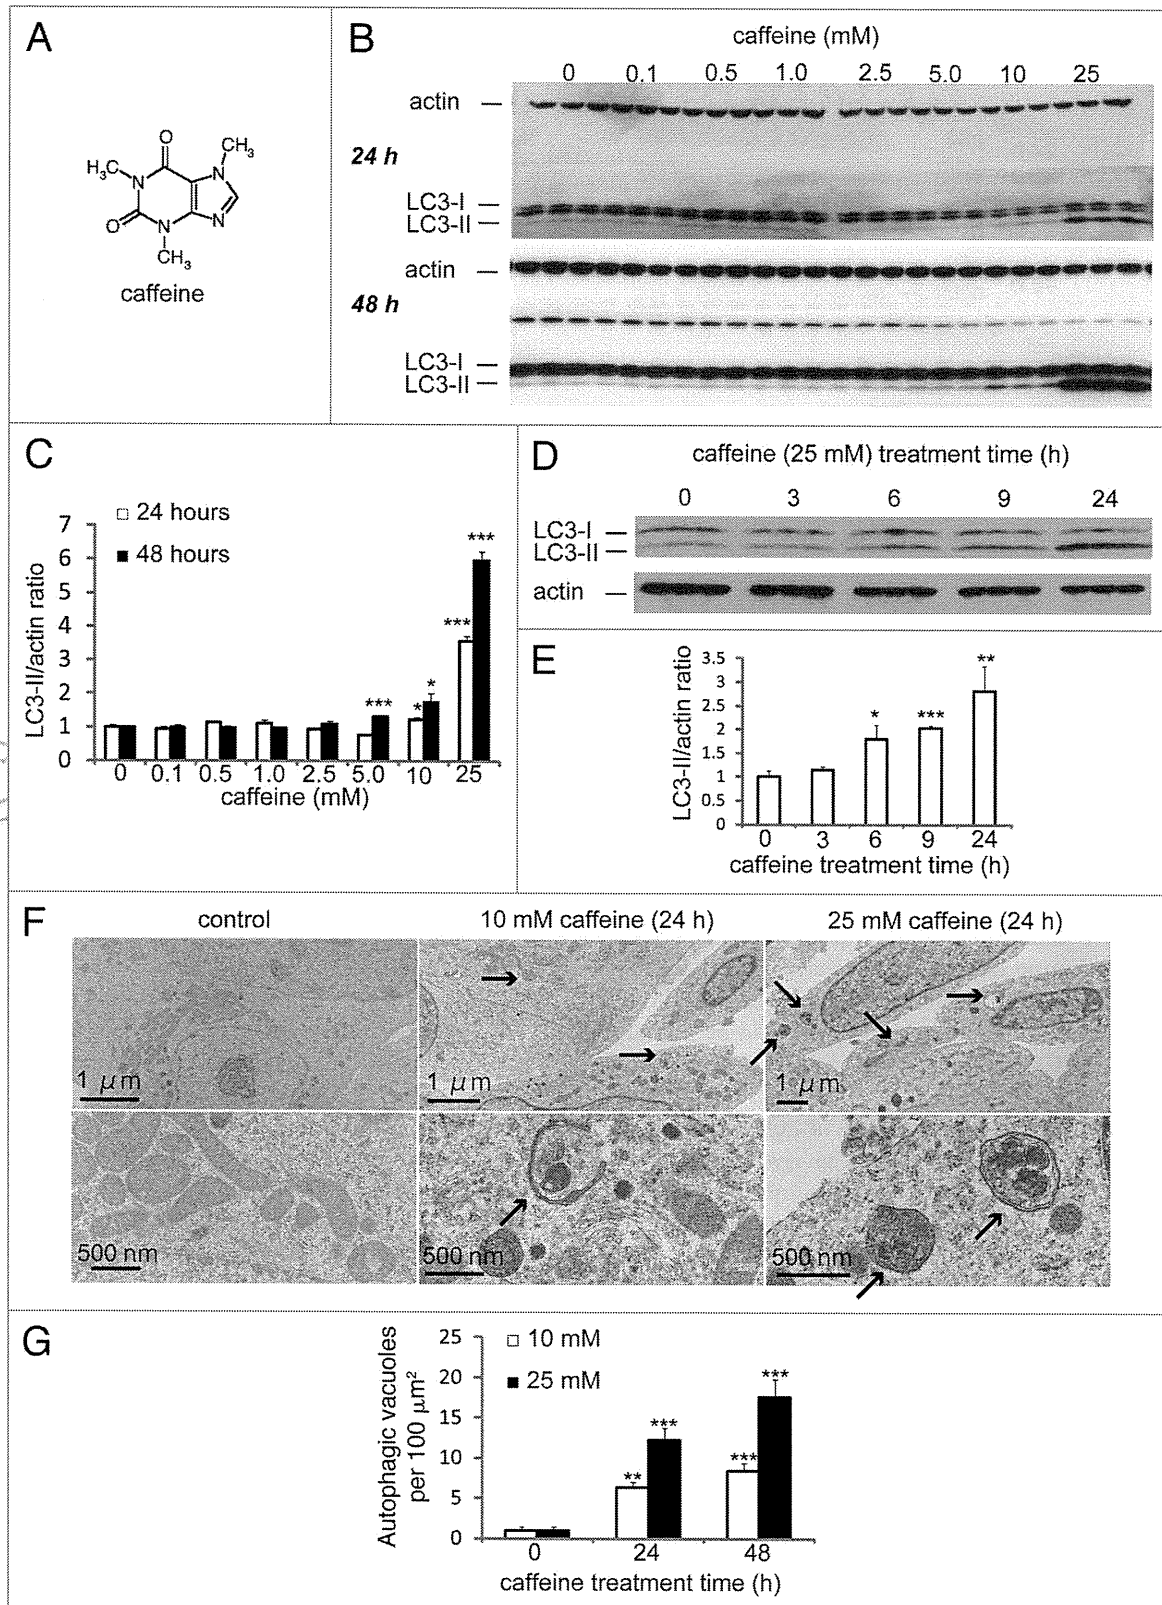 A
O
CH₃
H₃C
N
N
O
N
N
CH₃
caffeine
B
caffeine (mM)
0 0.1 0.5 1.0 2.5 5.0 10 25
actin
24 h
LC3-I
LC3-II
actin
48 h
LC3-I
LC3-II
C
24 hours
48 hours
LC3-II/actin ratio
7
6
5
4
3
2
1
0
***
***
***
*
*
0 0.1 0.5 1.0 2.5 5.0 10 25
caffeine (mM)
D
caffeine (25 mM) treatment time (h)
0 3 6 9 24
LC3-I
LC3-II
actin
E
LC3-II/actin ratio
3.5
3
2.5
2
1.5
1
0.5
0
* *** **
0 3 6 9 24
caffeine treatment time (h)
F
control
10 mM caffeine (24 h)
25 mM caffeine (24 h)
1 μm
1 μm
1 μm
500 nm
500 nm
500 nm
G
Autophagic vacuoles
per 100 μm²
25
20
15
10
5
0
10 mM
25 mM
** *** *** ***
0 24 48
caffeine treatment time (h)